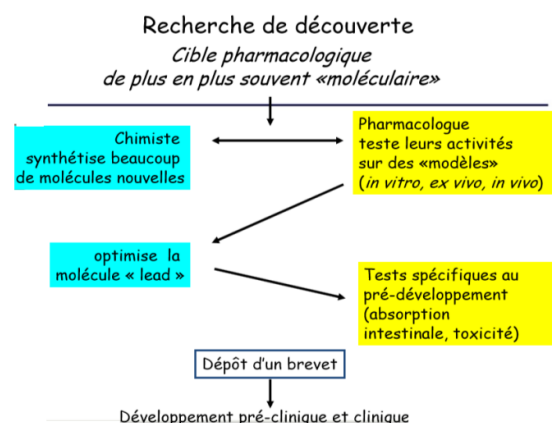 Recherche de découverte
Cible pharmacologique
de plus en plus souvent «moléculaire»
Chimiste
synthétise beaucoup
de molécules nouvelles
Pharmacologue
teste leurs activités
sur des «modèles»
(in vitro, ex vivo, in vivo)
optimise la
molécule « lead »
Tests spécifiques au
pré-développement
(absorption
intestinale, toxicité)
Dépôt d'un brevet
Développement pré-clinique et clinique